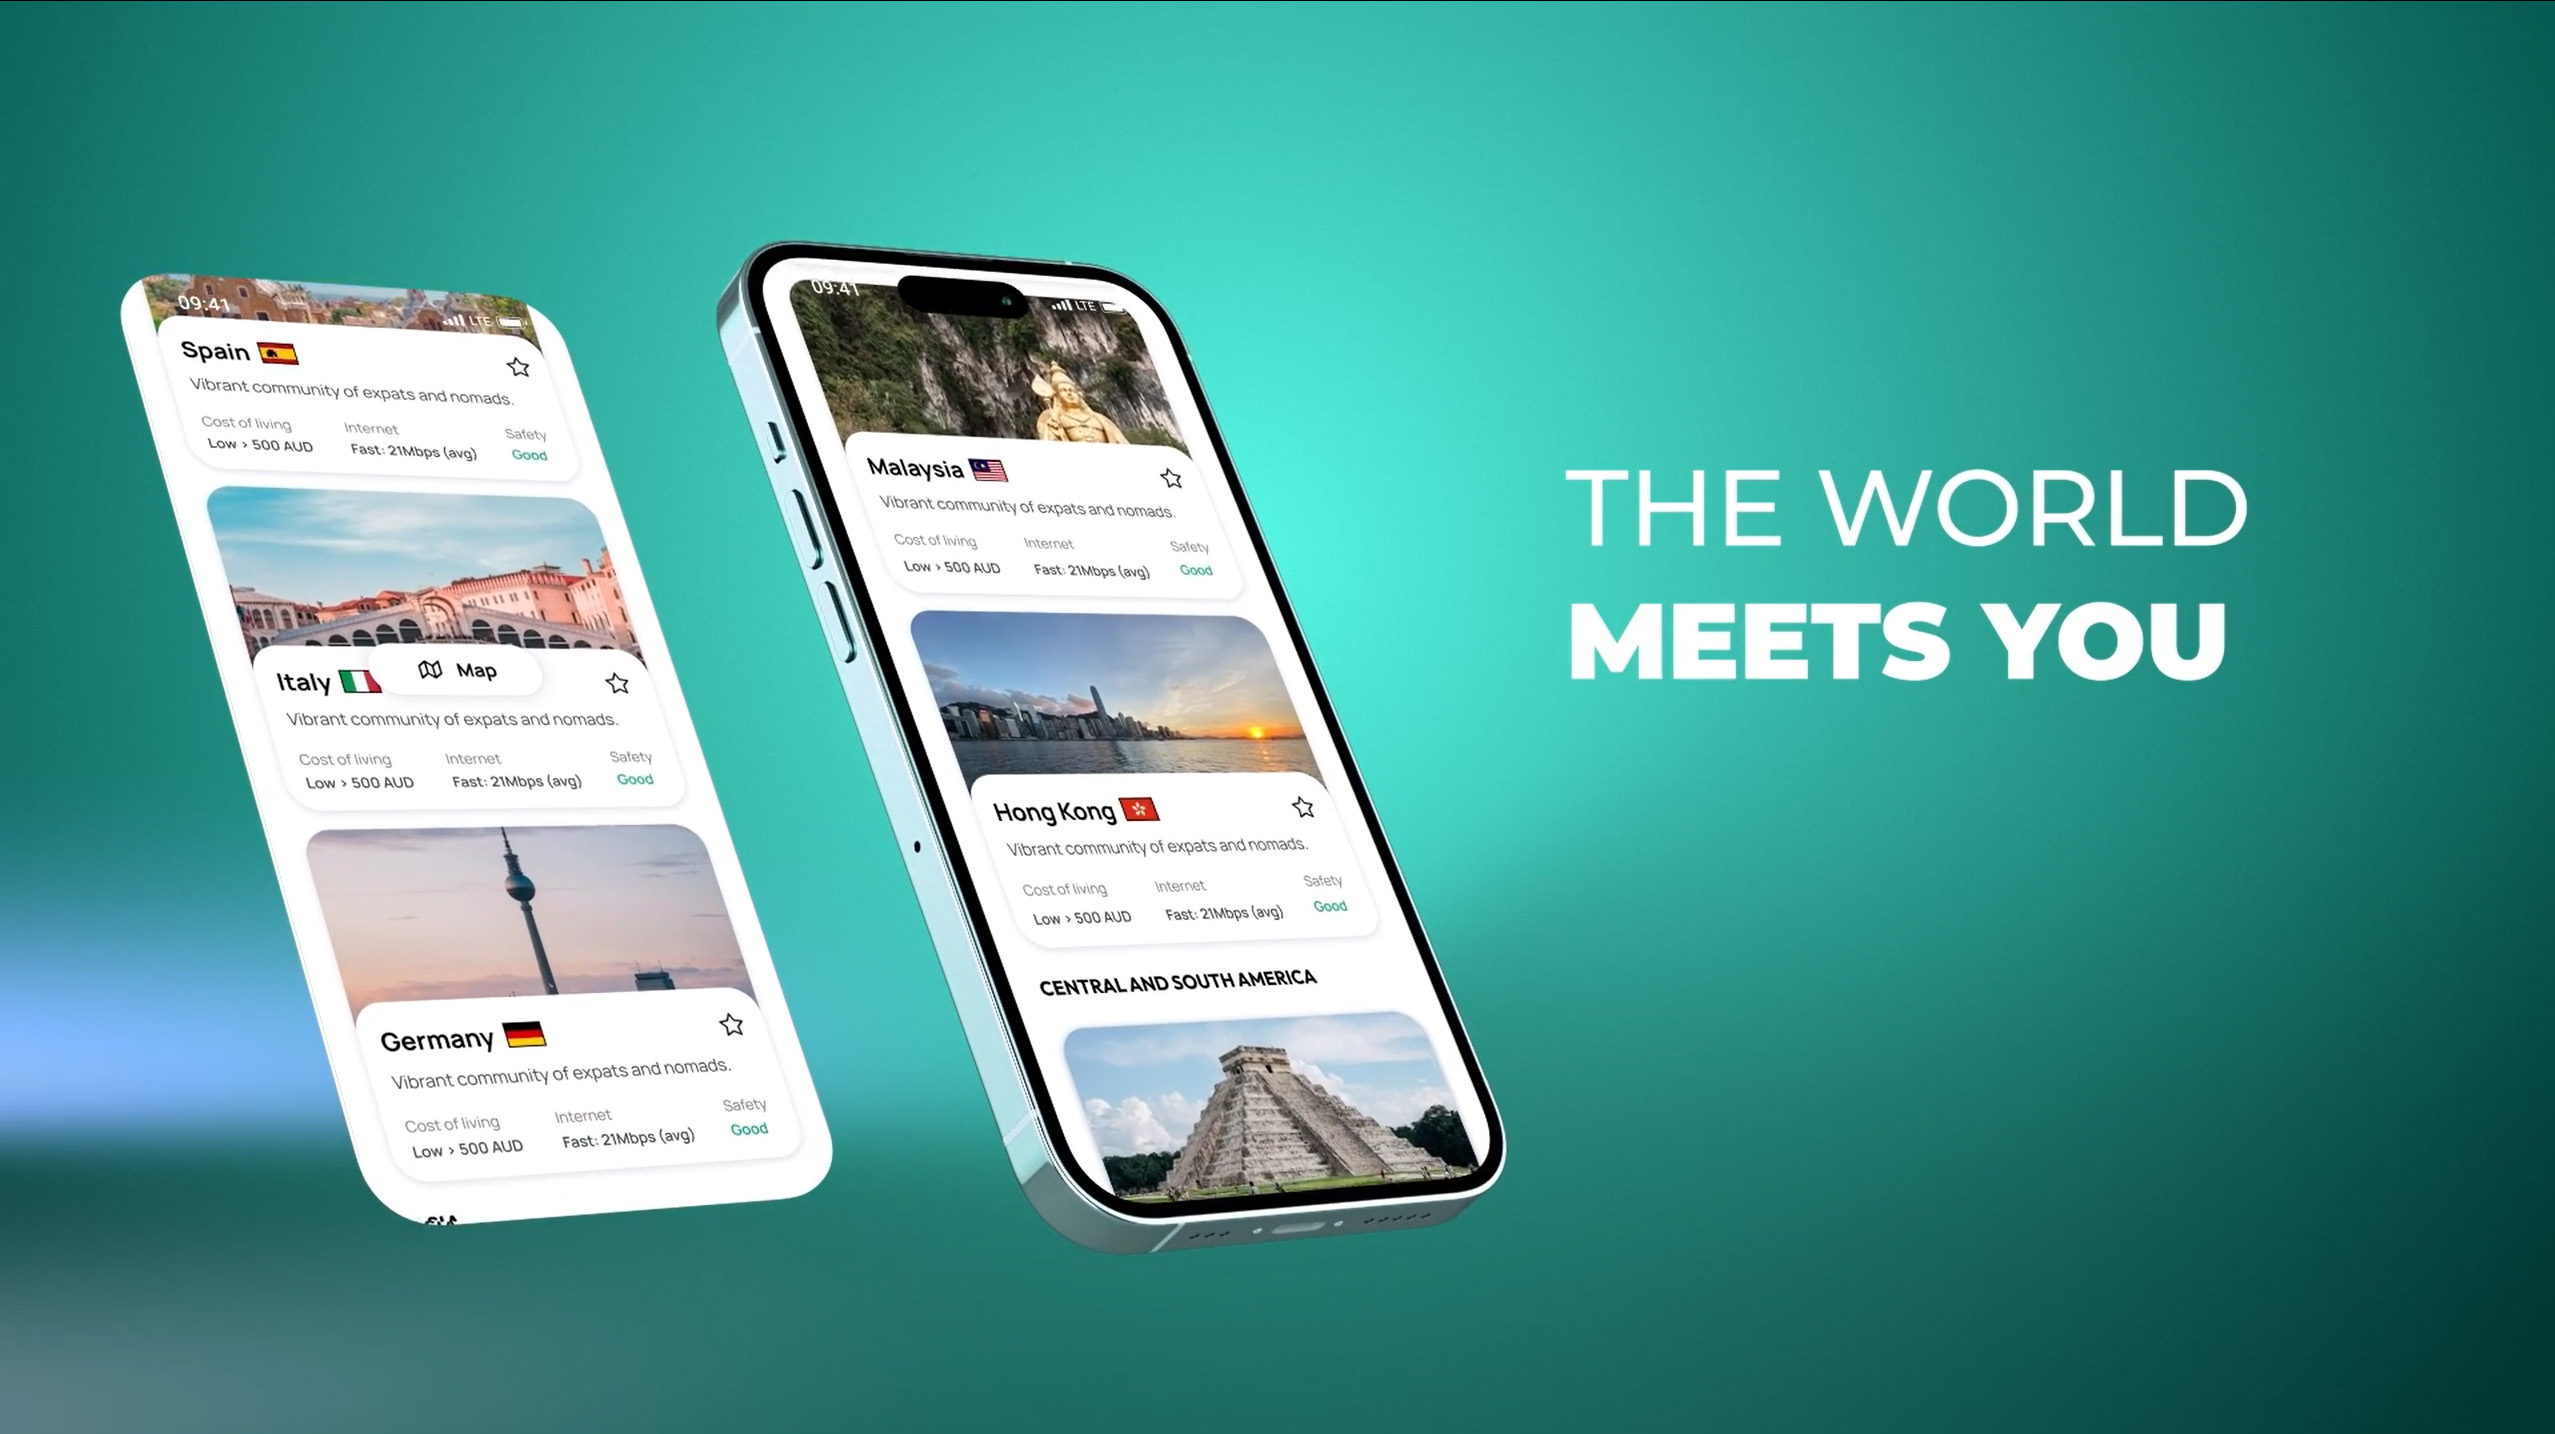 09:41
LTE
Spain
Vibrant community of expats and nomads.
Cost of living Internet Safety
Low > 500 AUD Fast: 21Mbps (avg) Good
Italy
Map
Vibrant community of expats and nomads.
Cost of living Internet Safety
Low > 500 AUD Fast: 21Mbps (avg) Good
Germany
Vibrant community of expats and nomads.
Cost of living Internet Safety
Low > 500 AUD Fast: 21Mbps (avg) Good
09:41
LTE
Malaysia
Vibrant community of expats and nomads.
Cost of living Internet Safety
Low > 500 AUD Fast: 21Mbps (avg) Good
Hong Kong
Vibrant community of expats and nomads.
Cost of living Internet Safety
Low > 500 AUD Fast: 21Mbps (avg) Good
CENTRAL AND SOUTH AMERICA
THE WORLD
MEETS YOU